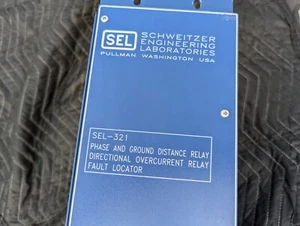 SEL
SCHWEITZER
ENGINEERING
LABORATORIES
PULLMAN WASHINGTON USA
SEL-321
PHASE AND GROUND DISTANCE RELAY
DIRECTIONAL OVERCURRENT RELAY
FAULT LOCATOR